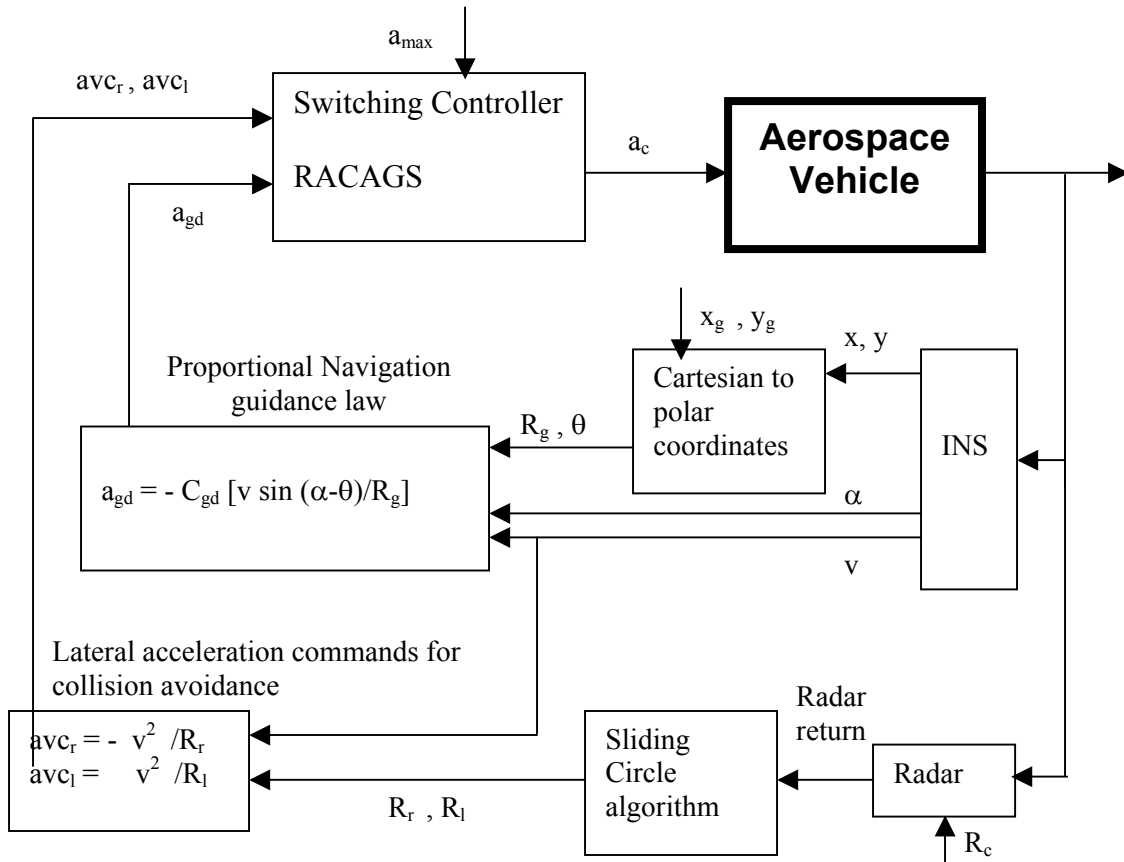 a_max
avc_r , avc_l
Switching Controller
RACAGS
a_gd
a_c
Aerospace
Vehicle
x_g , y_g
x, y
Cartesian to
polar
coordinates
INS
Proportional Navigation
guidance law
R_g , θ
a_gd = - C_gd [v sin (α-θ)/R_g]
α
v
Lateral acceleration commands for
collision avoidance
avc_r = - v² /R_r
avc_l = v² /R_l
R_r , R_l
Sliding
Circle
algorithm
Radar
return
Radar
R_c